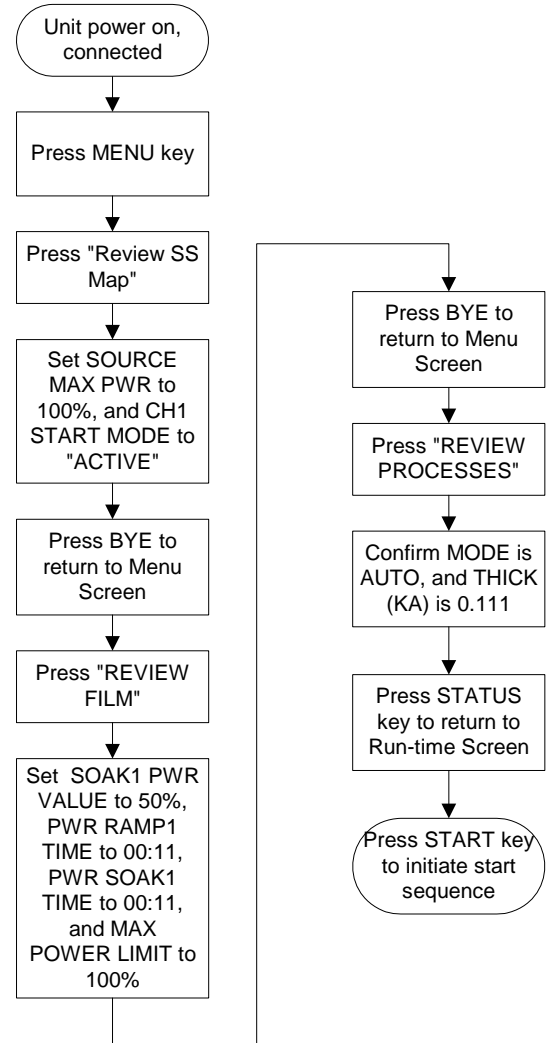 Unit power on,
connected
Press MENU key
Press "Review SS
Map"
Set SOURCE
MAX PWR to
100%, and CH1
START MODE to
"ACTIVE"
Press BYE to
return to Menu
Screen
Press "REVIEW
FILM"
Set SOAK1 PWR
VALUE to 50%,
PWR RAMP1
TIME to 00:11,
PWR SOAK1
TIME to 00:11,
and MAX
POWER LIMIT to
100%
Press BYE to
return to Menu
Screen
Press "REVIEW
PROCESSES"
Confirm MODE is
AUTO, and THICK
(KA) is 0.111
Press STATUS
key to return to
Run-time Screen
Press START key
to initiate start
sequence